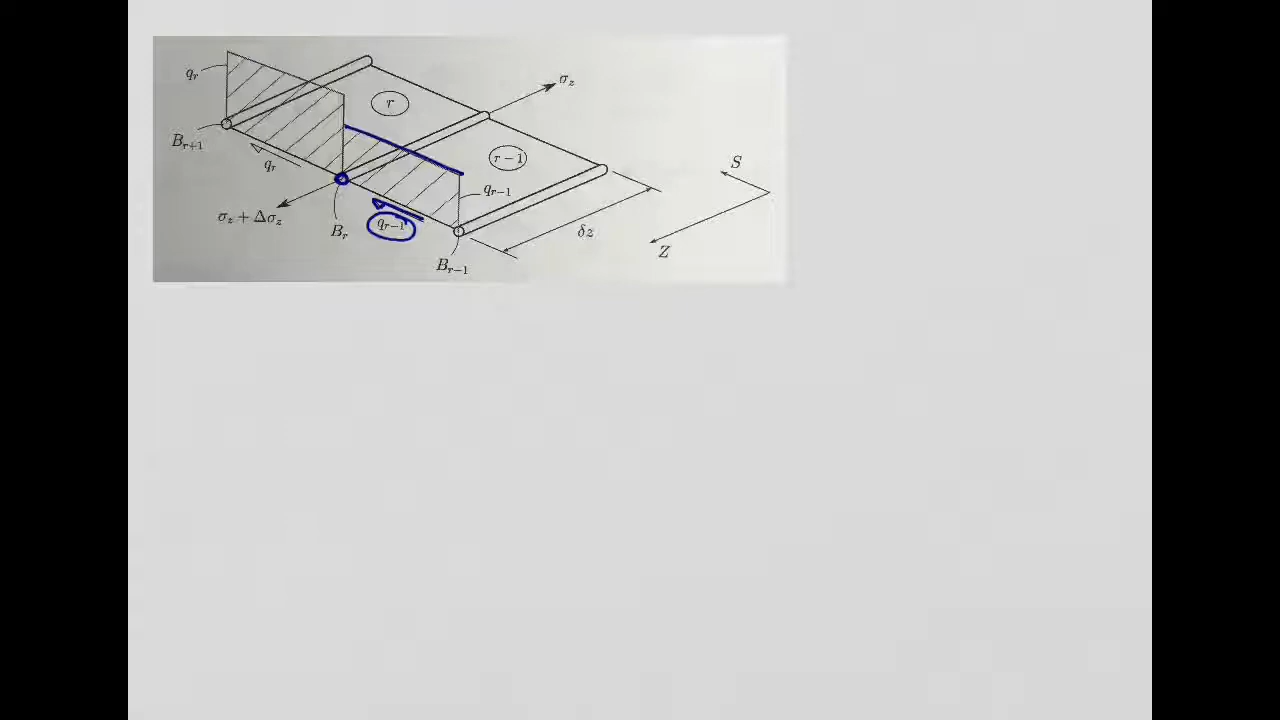 σ_z
q_r
r
B_{r+1}
r−1
S
q_r
q_{r−1}
σ_z + Δσ_z
q_{r−1}
B_r
δz
Z
B_{r−1}